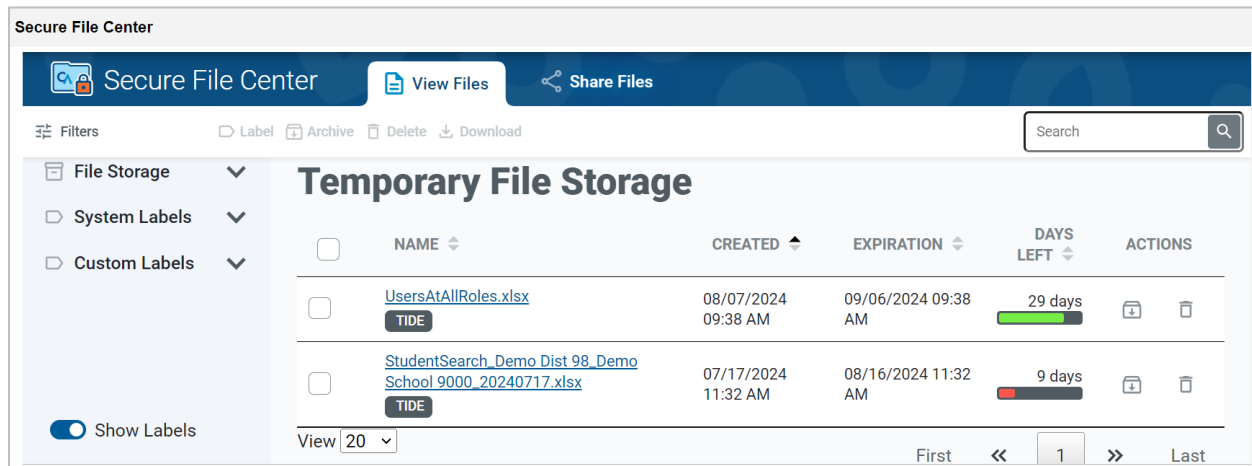 Secure File Center
CA Secure File Center View Files Share Files
Filters Label Archive Delete Download Search
File Storage
System Labels
Custom Labels
Show Labels
Temporary File Storage
NAME CREATED EXPIRATION DAYS LEFT ACTIONS
UsersAtAllRoles.xlsx
TIDE
08/07/2024
09:38 AM
09/06/2024 09:38
AM
29 days
StudentSearch_Demo Dist 98_Demo
School 9000_20240717.xlsx
TIDE
07/17/2024
11:32 AM
08/16/2024 11:32
AM
9 days
View 20
First 1 Last